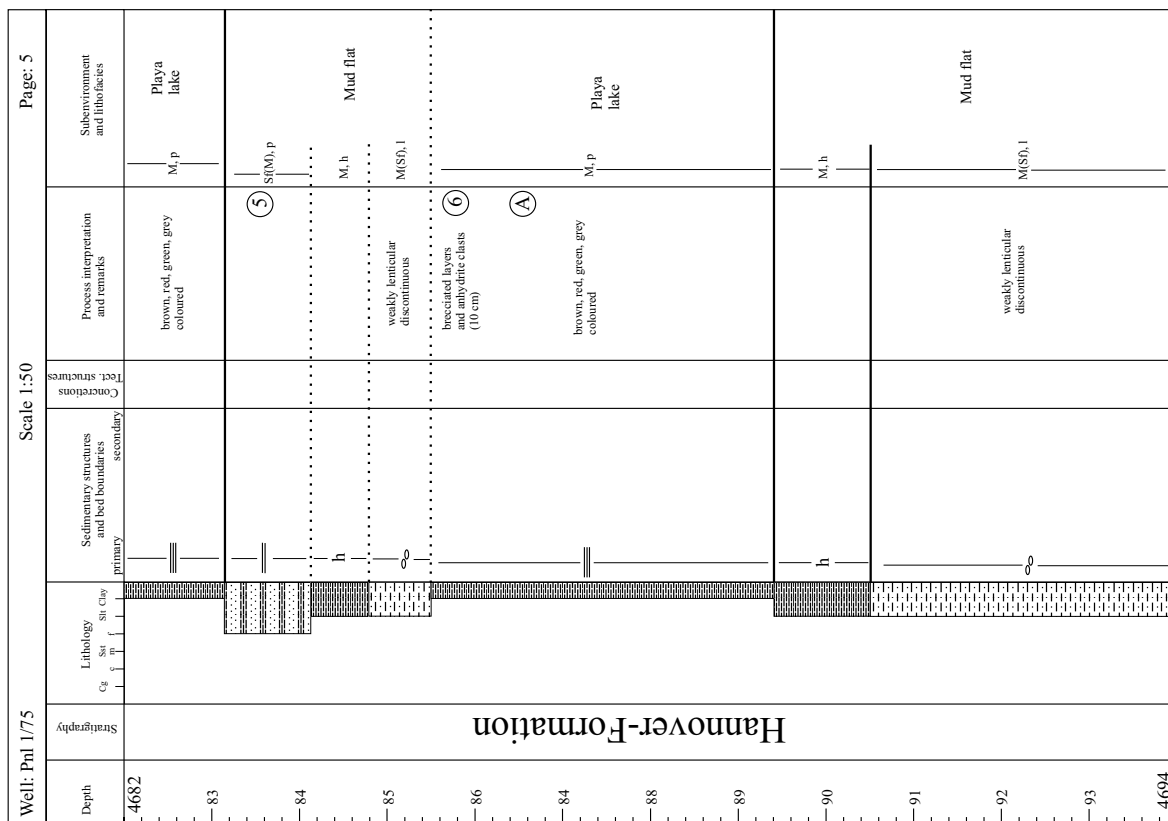 Well: Pnl 1/75
Scale 1:50
Page: 5
Depth
Stratigraphy
Lithology
Cg
c
Sst
m
f
Slt
Clay
Sedimentary structures
and bed boundaries
primary
secondary
Concretions
Tect. structures
Process interpretation
and remarks
Subenvironment
and lithofacies
4682
83
84
85
86
84
88
89
90
91
92
93
4694
Hannover-Formation
h
h
brown, red, green, grey
coloured
weakly lenticular
discontinuous
brecciated layers
and anhydrite clasts
(10 cm)
brown, red, green, grey
coloured
weakly lenticular
discontinuous
5
6
A
M, p
Sf(M), p
M, h
M(Sf), l
M, p
M, h
M(Sf), l
Playa
lake
Mud flat
Playa
lake
Mud flat